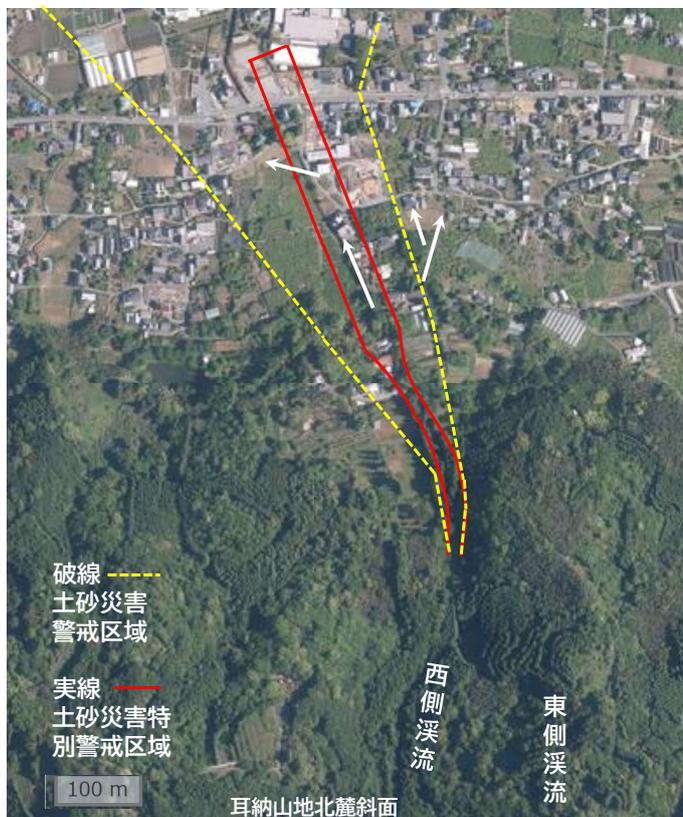 破線
土砂災害
警戒区域
実線
土砂災害特
別警戒区域
西側渓流
東側渓流
100 m
耳納山地北麓斜面